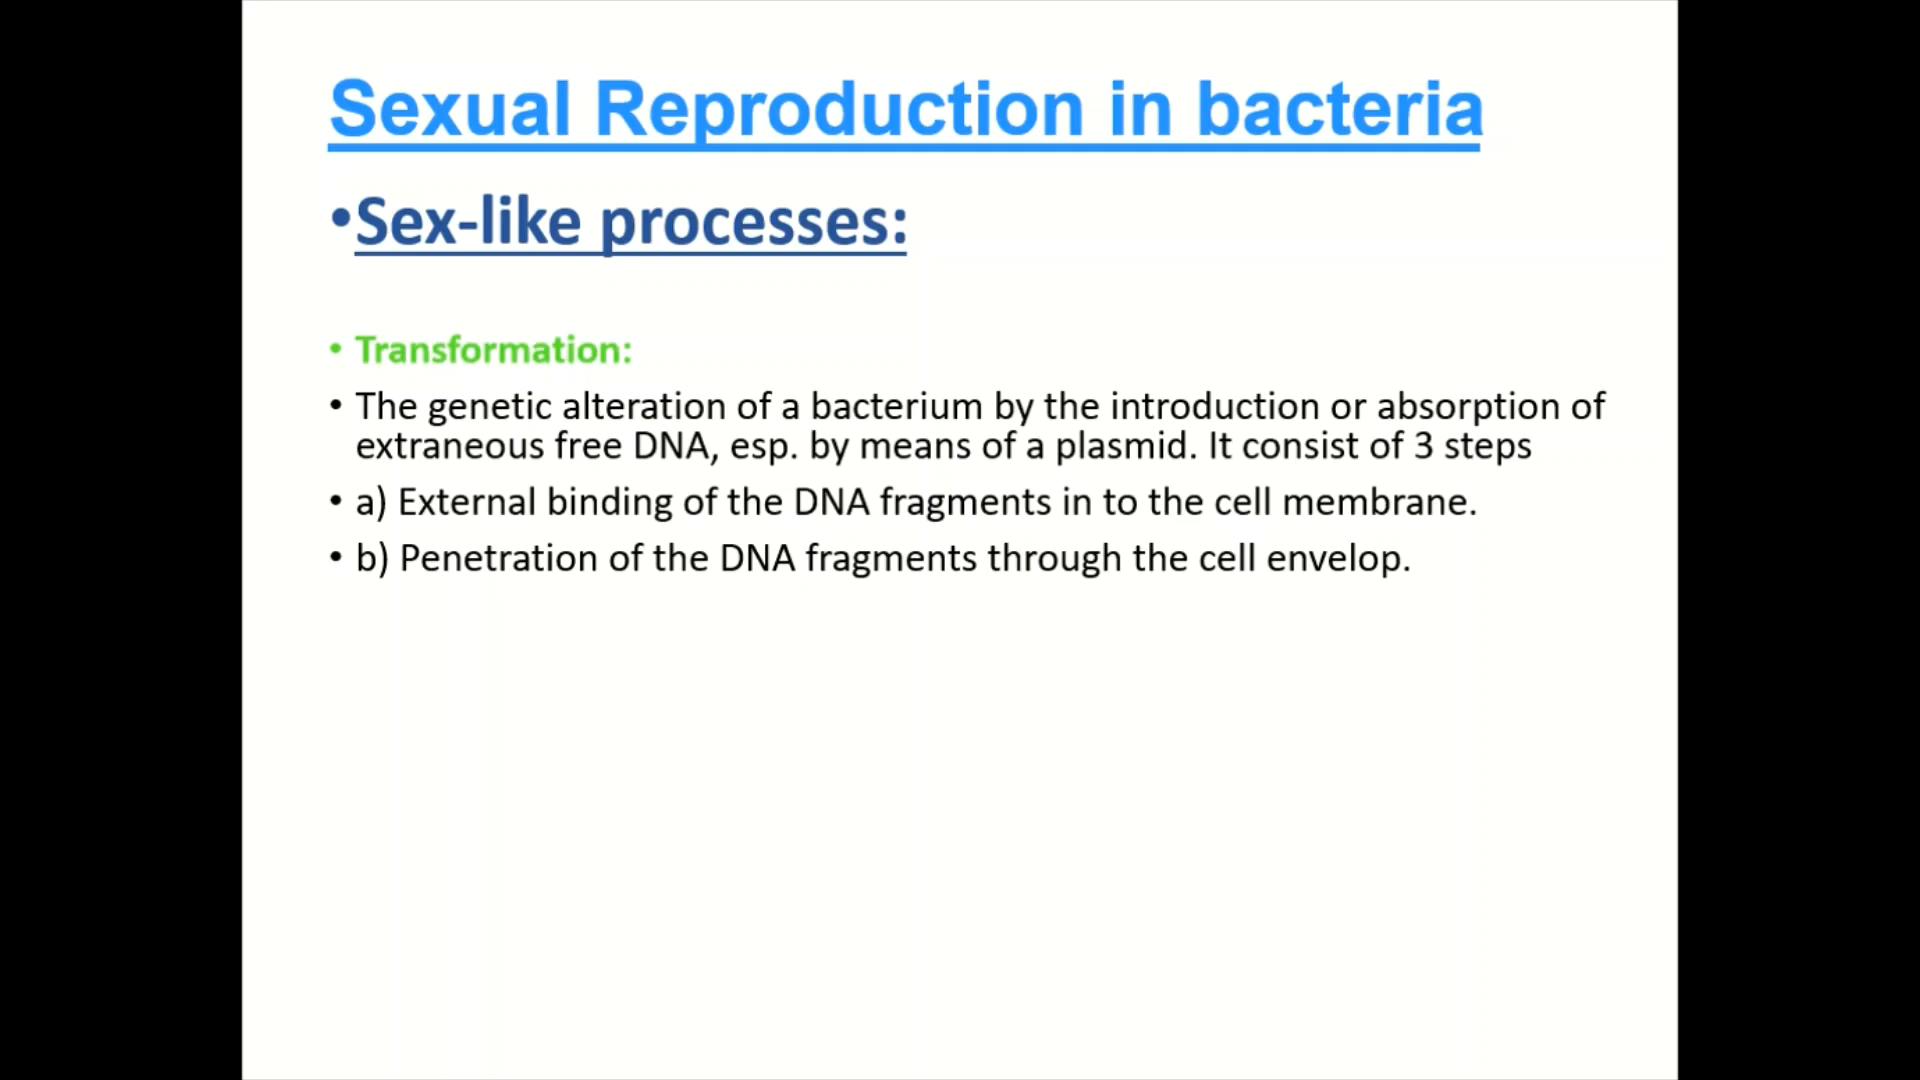 Sexual Reproduction in bacteria
•Sex-like processes:
• Transformation:
• The genetic alteration of a bacterium by the introduction or absorption of
extraneous free DNA, esp. by means of a plasmid. It consist of 3 steps
• a) External binding of the DNA fragments in to the cell membrane.
• b) Penetration of the DNA fragments through the cell envelop.